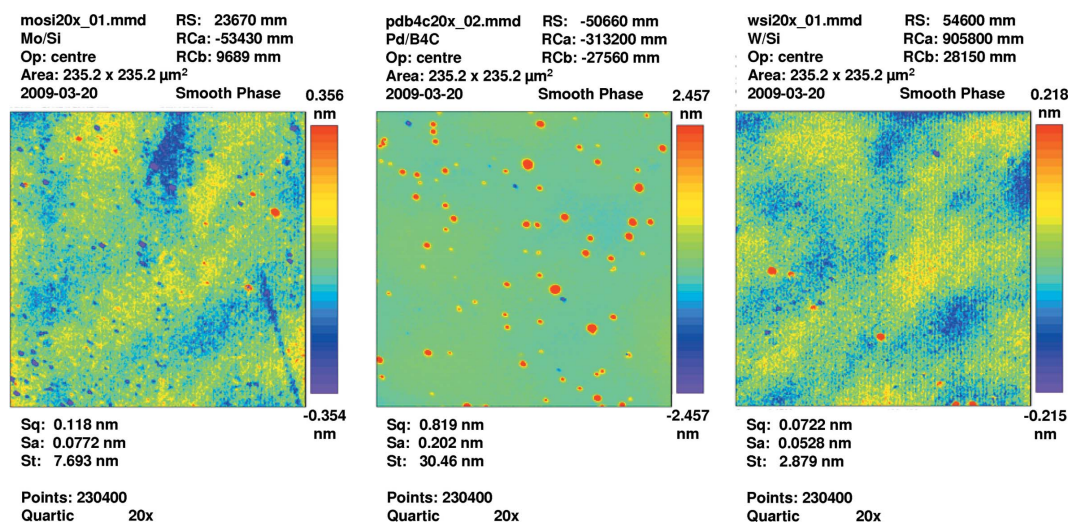 mosi20x_01.mmd RS: 23670 mm
Mo/Si RCa: -53430 mm
Op: centre RCb: 9689 mm
Area: 235.2 x 235.2 µm²
2009-03-20 Smooth Phase 0.356
nm
-0.354
nm
Sq: 0.118 nm
Sa: 0.0772 nm
St: 7.693 nm
Points: 230400
Quartic 20x
pdb4c20x_02.mmd RS: -50660 mm
Pd/B4C RCa: -313200 mm
Op: centre RCb: -27560 mm
Area: 235.2 x 235.2 µm²
2009-03-20 Smooth Phase 2.457
nm
-2.457
nm
Sq: 0.819 nm
Sa: 0.202 nm
St: 30.46 nm
Points: 230400
Quartic 20x
wsi20x_01.mmd RS: 54600 mm
W/Si RCa: 905800 mm
Op: centre RCb: 28150 mm
Area: 235.2 x 235.2 µm²
2009-03-20 Smooth Phase 0.218
nm
-0.215
nm
Sq: 0.0722 nm
Sa: 0.0528 nm
St: 2.879 nm
Points: 230400
Quartic 20x